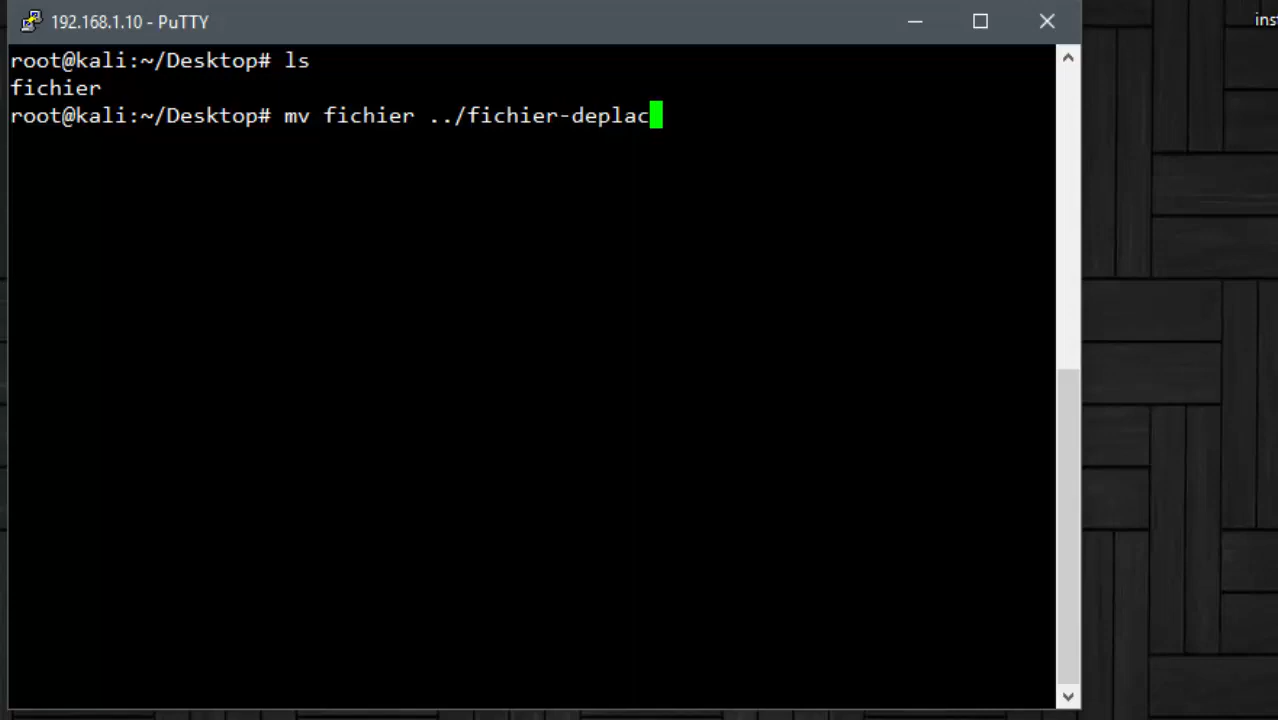 192.168.1.10 - PuTTY
root@kali:~/Desktop# ls
fichier
root@kali:~/Desktop# mv fichier ../fichier-deplac